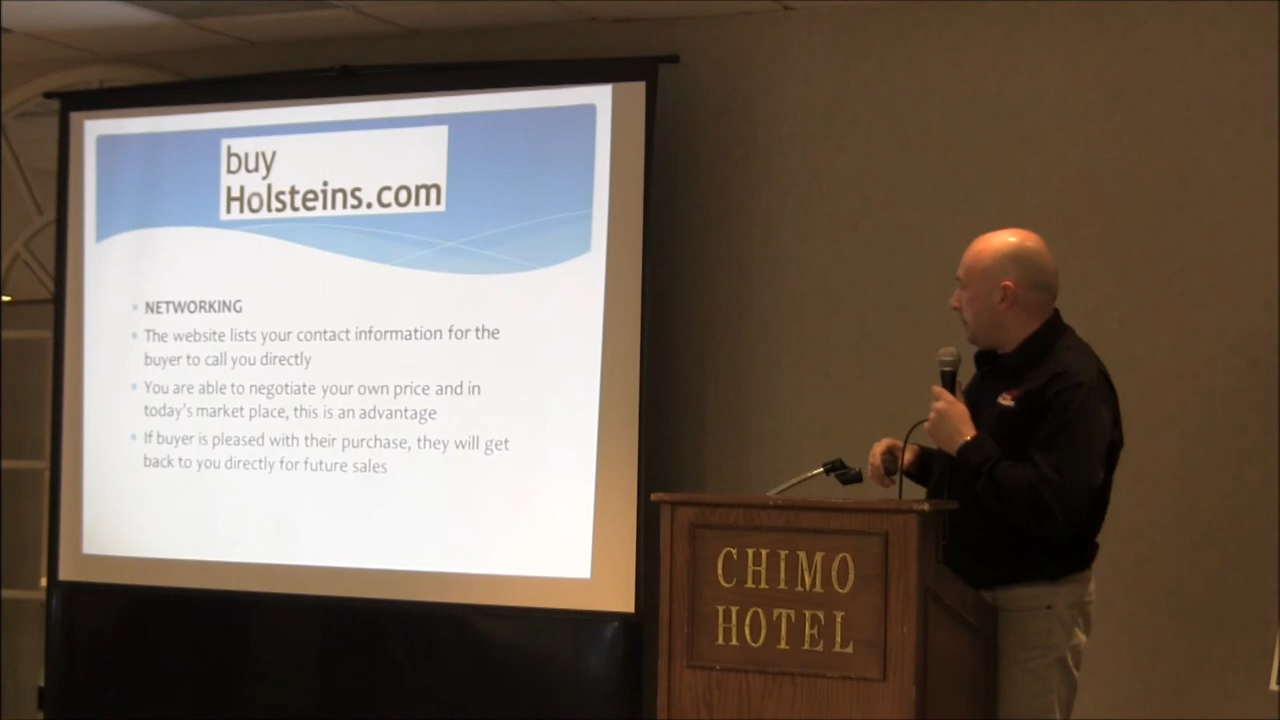 buy
Holsteins.com
NETWORKING
The website lists your contact information for the
buyer to call you directly
You are able to negotiate your own price and in
today's market place, this is an advantage
If buyer is pleased with their purchase, they will get
back to you directly for future sales
CHIMO
HOTEL